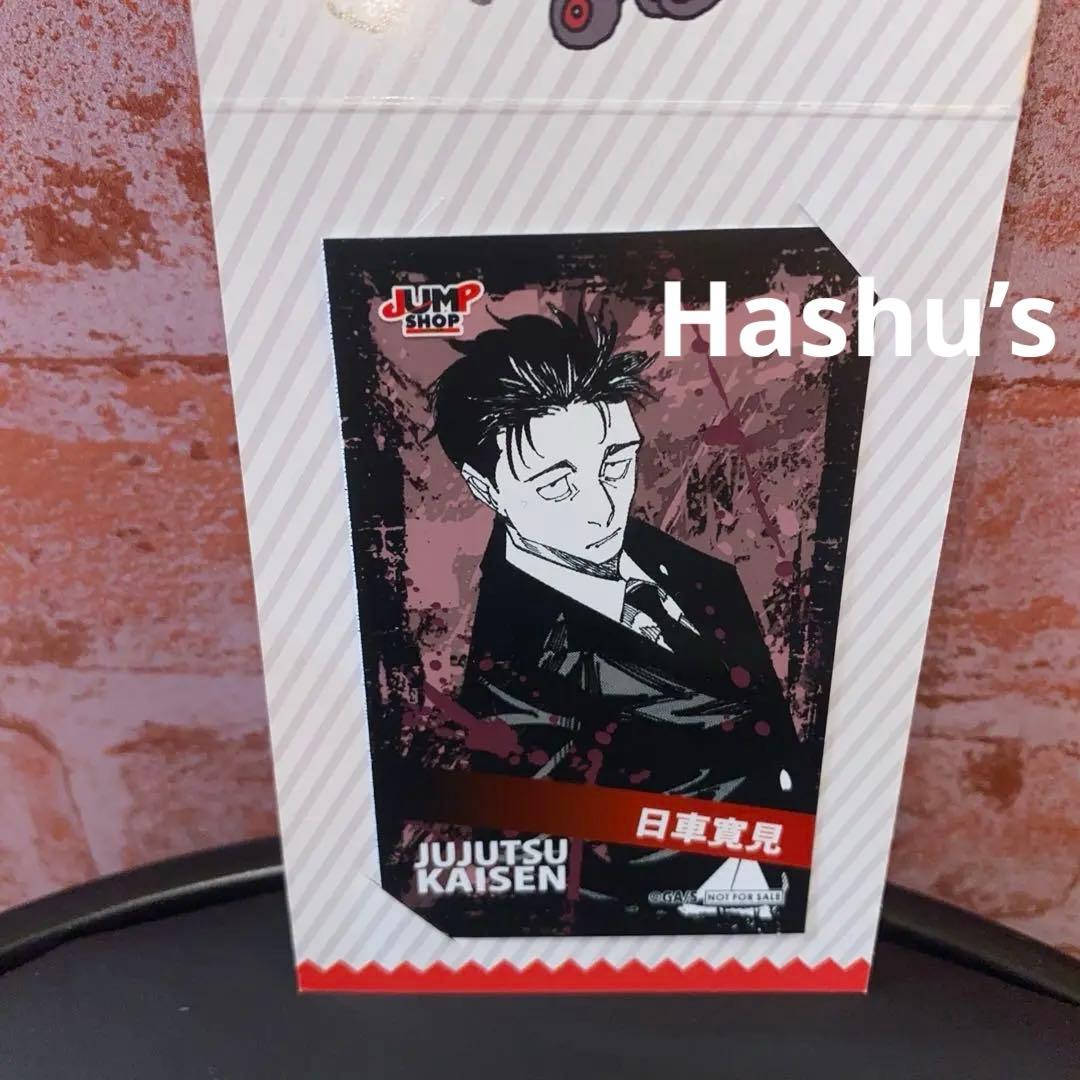 JUMP
SHOP
Hashu’s
日車寛見
JUJUTSU
KAISEN
©GA/S NOT FOR SALE